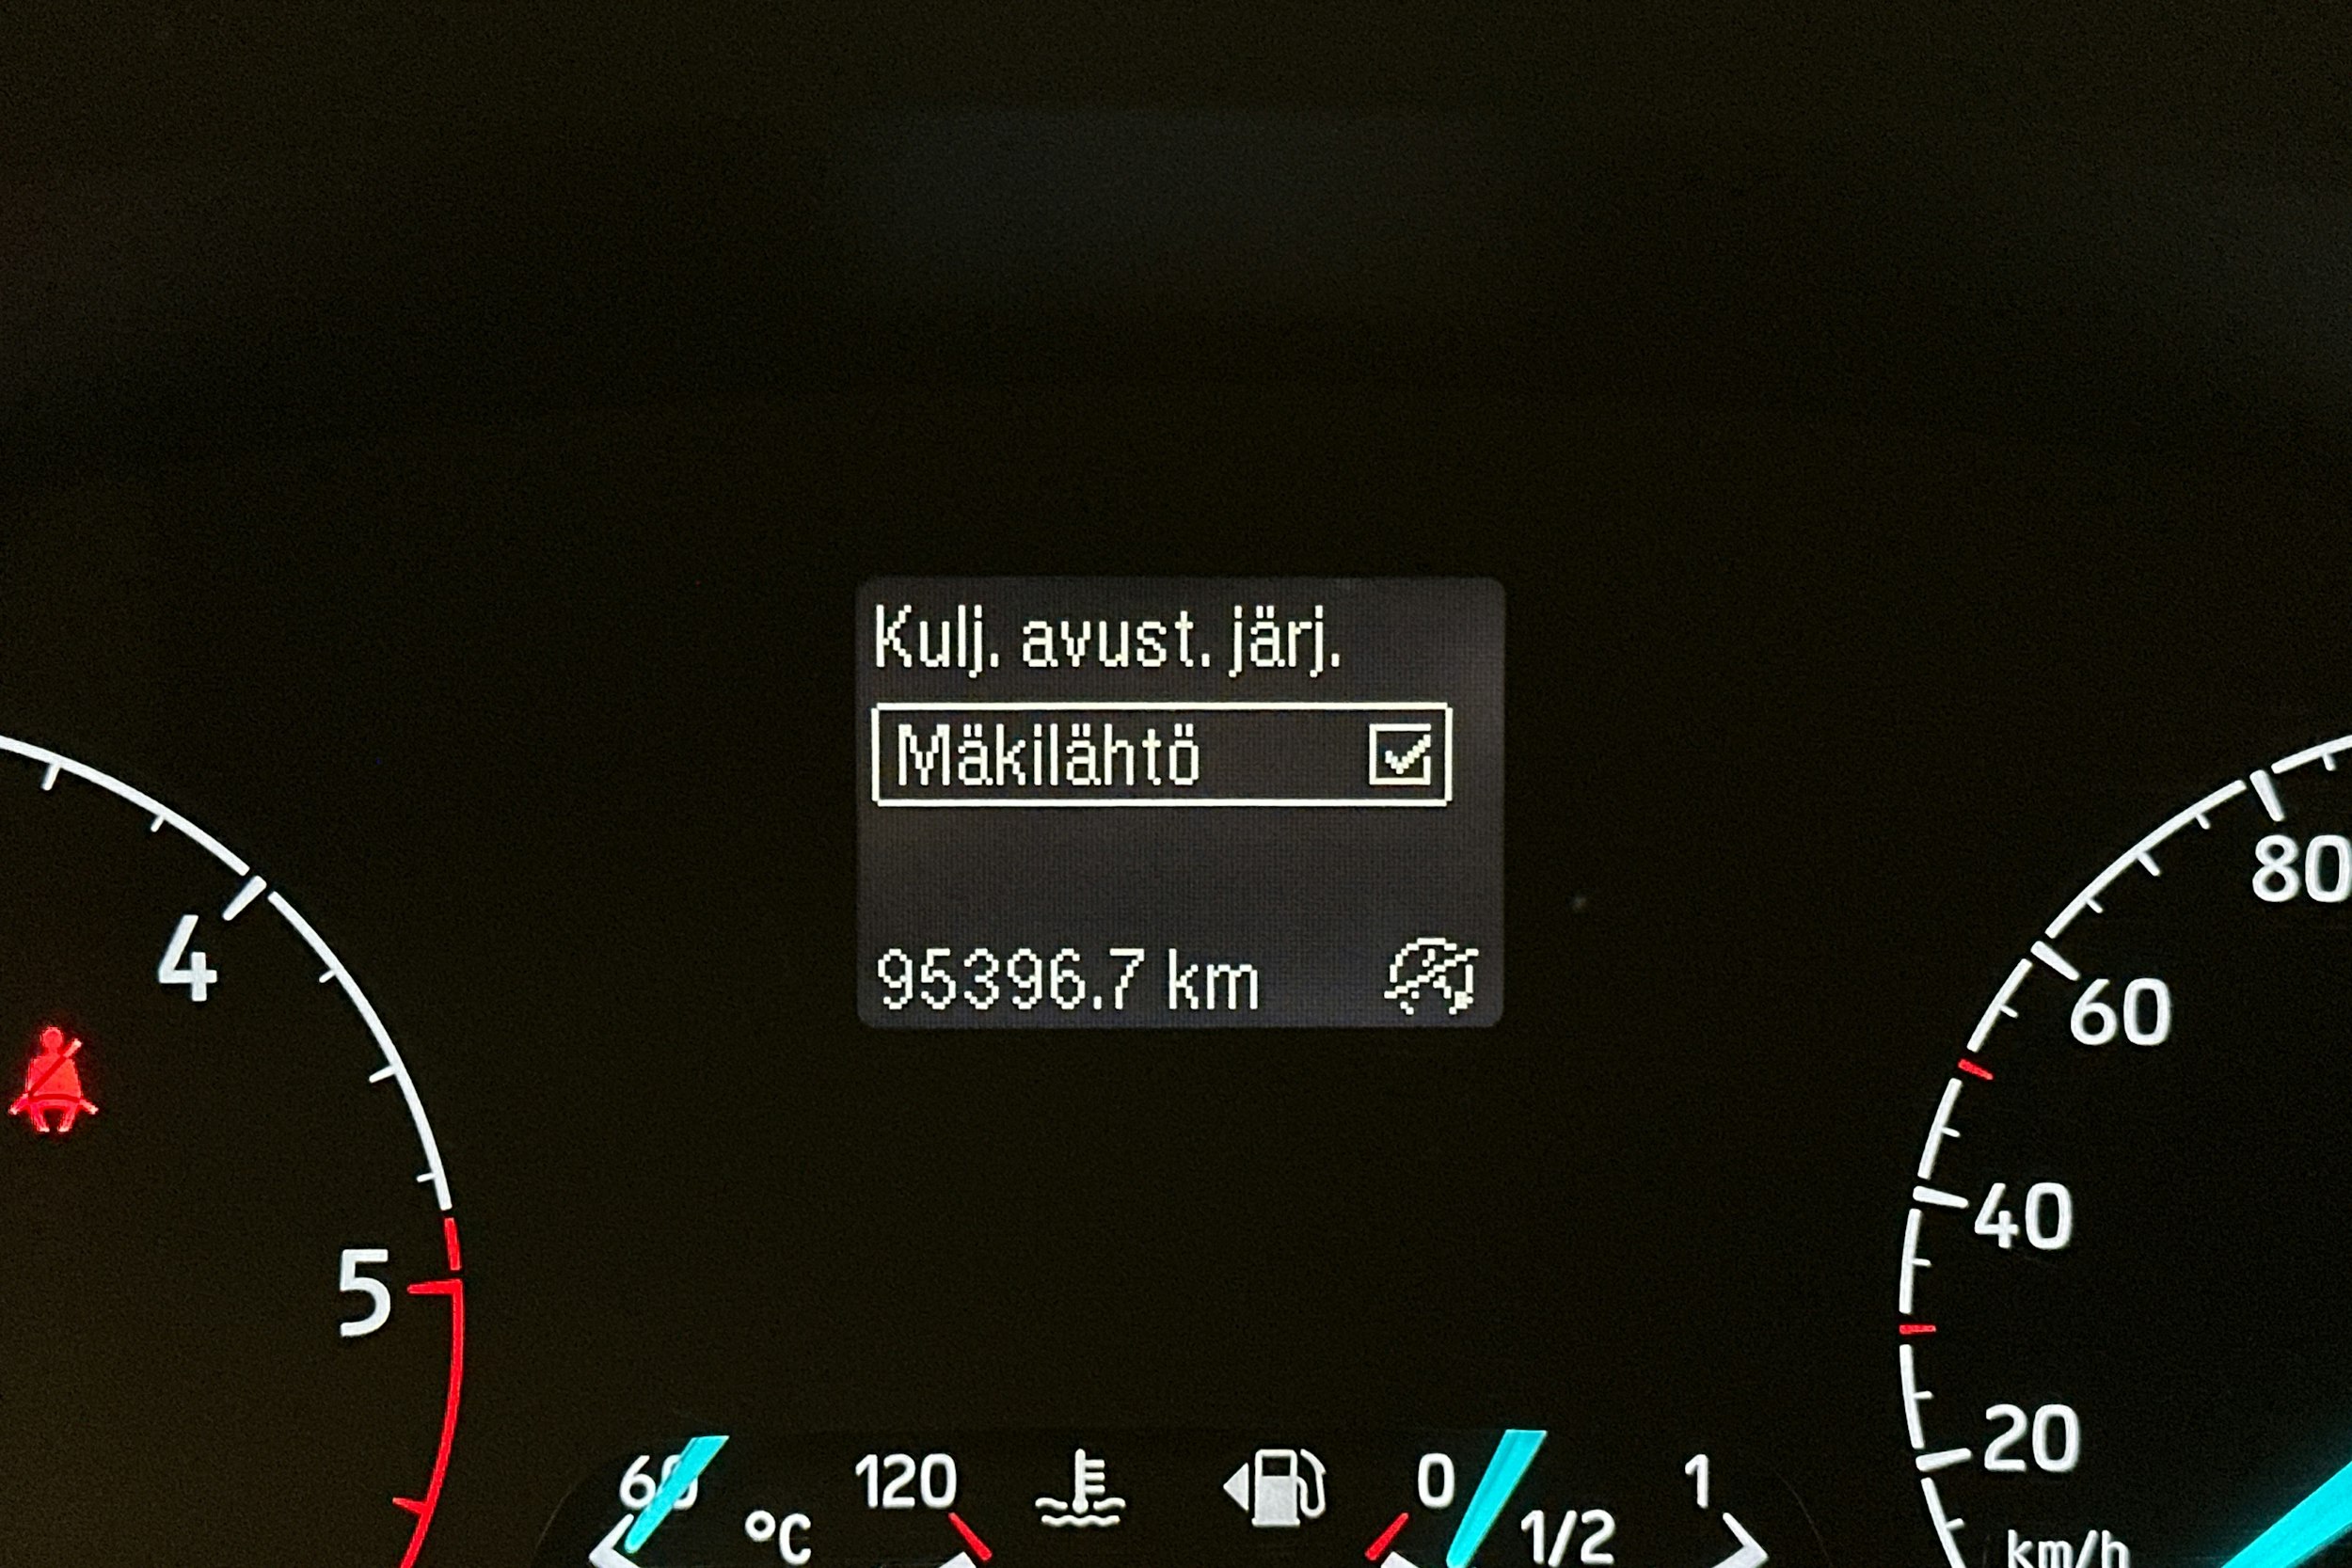 Kulj. avust. järj.
Mäkilähtö
95396.7 km
4
5
80
60
40
20
km/h
60
120
°C
0
1/2
1